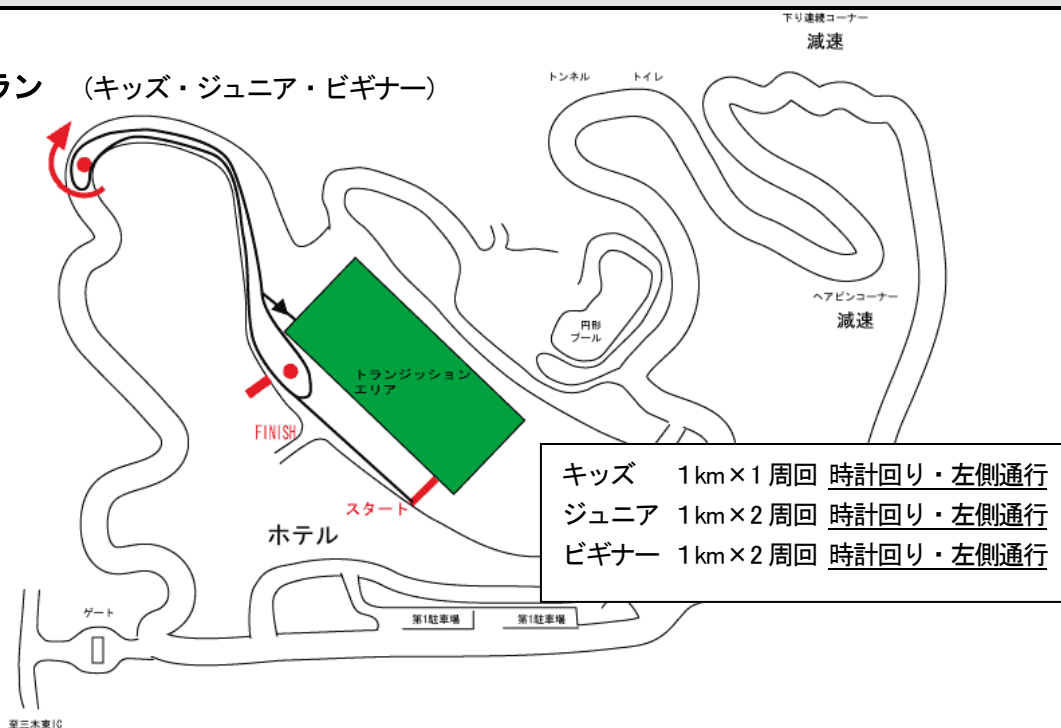 下り連続コーナー
減速
ラン (キッズ・ジュニア・ビギナー)
トンネル
トイレ
ヘアピンコーナー
減速
円形
プール
トランジッション
エリア
FINISH
スタート
ホテル
キッズ 1km×1周回 時計回り・左側通行
ジュニア 1km×2周回 時計回り・左側通行
ビギナー 1km×2周回 時計回り・左側通行
ゲート
第1駐車場
第1駐車場
至三木東IC